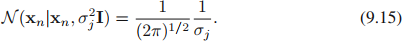 𝒩(𝐱ₙ|𝐱ₙ, σⱼ²𝐈) = 1/(2π)^{1/2} 1/σⱼ. (9.15)